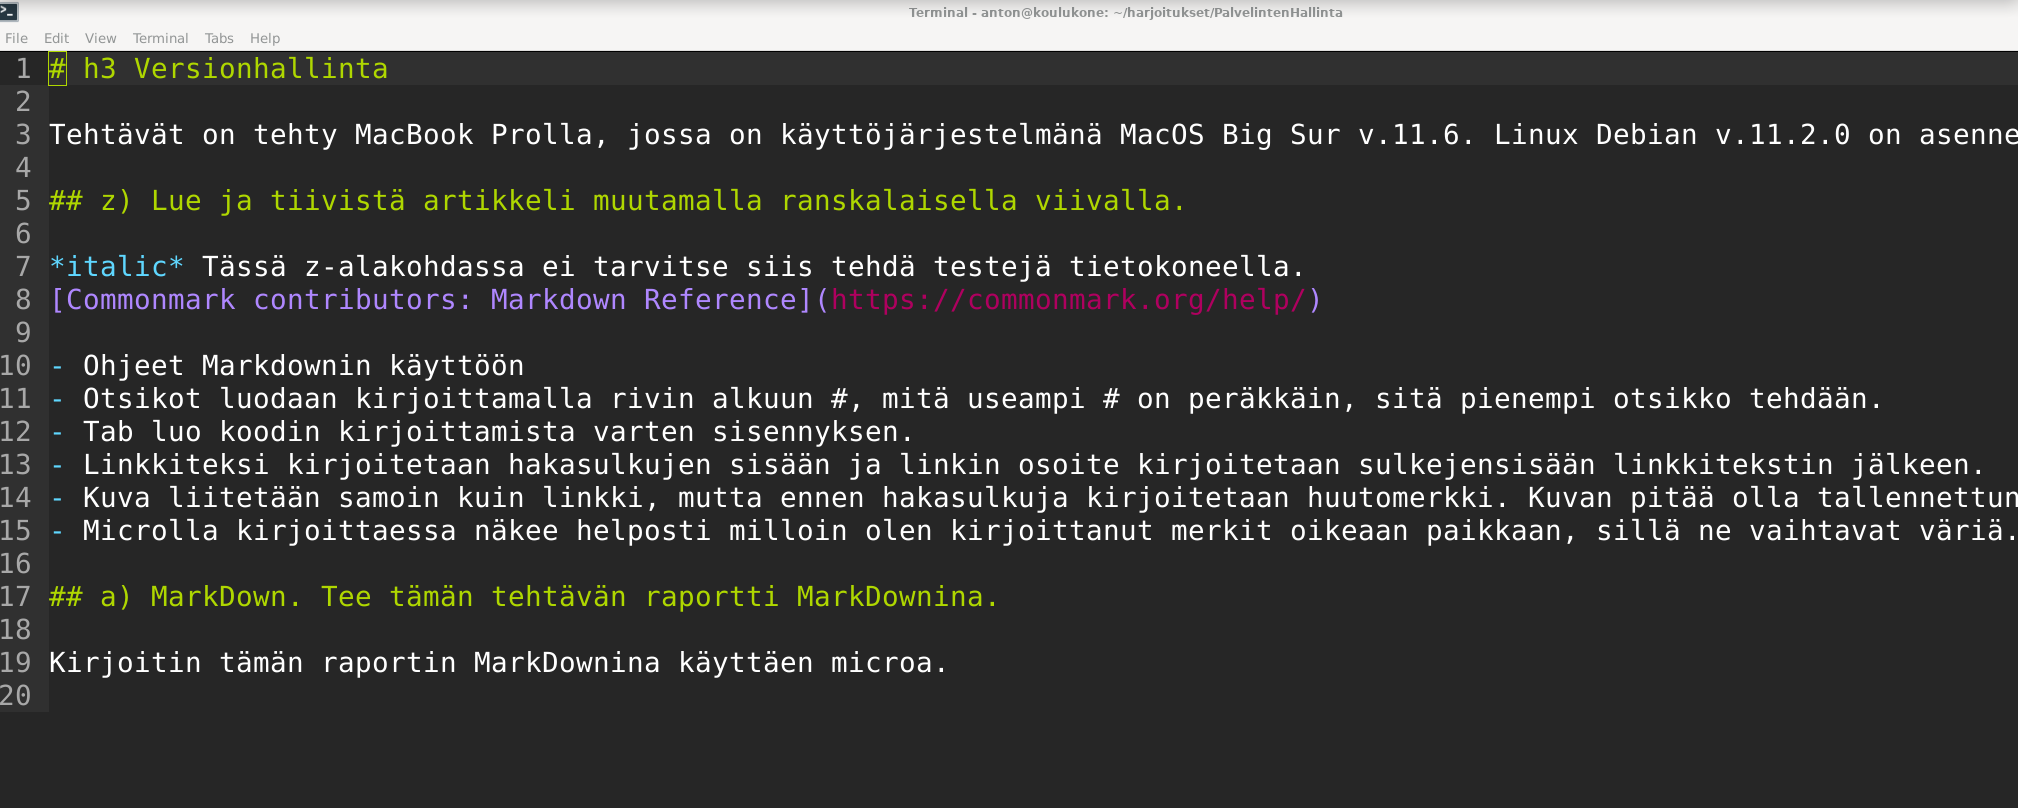 Terminal - anton@koulukone: ~/harjoitukset/PalvelintenHallinta
File Edit View Terminal Tabs Help
1 # h3 Versionhallinta
2
3 Tehtävät on tehty MacBook Prolla, jossa on käyttöjärjestelmänä MacOS Big Sur v.11.6. Linux Debian v.11.2.0 on asenne
4
5 ## z) Lue ja tiivistä artikkeli muutamalla ranskalaisella viivalla.
6
7 *italic* Tässä z-alakohdassa ei tarvitse siis tehdä testejä tietokoneella.
8 [Commonmark contributors: Markdown Reference](https://commonmark.org/help/)
9
10 - Ohjeet Markdownin käyttöön
11 - Otsikot luodaan kirjoittamalla rivin alkuun #, mitä useampi # on peräkkäin, sitä pienempi otsikko tehdään.
12 - Tab luo koodin kirjoittamista varten sisennyksen.
13 - Linkkiteksi kirjoitetaan hakasulkujen sisään ja linkin osoite kirjoitetaan sulkejensisään linkkitekstin jälkeen.
14 - Kuva liitetään samoin kuin linkki, mutta ennen hakasulkuja kirjoitetaan huutomerkki. Kuvan pitää olla tallennettun
15 - Microlla kirjoittaessa näkee helposti milloin olen kirjoittanut merkit oikeaan paikkaan, sillä ne vaihtavat väriä.
16
17 ## a) MarkDown. Tee tämän tehtävän raportti MarkDownina.
18
19 Kirjoitin tämän raportin MarkDownina käyttäen microa.
20